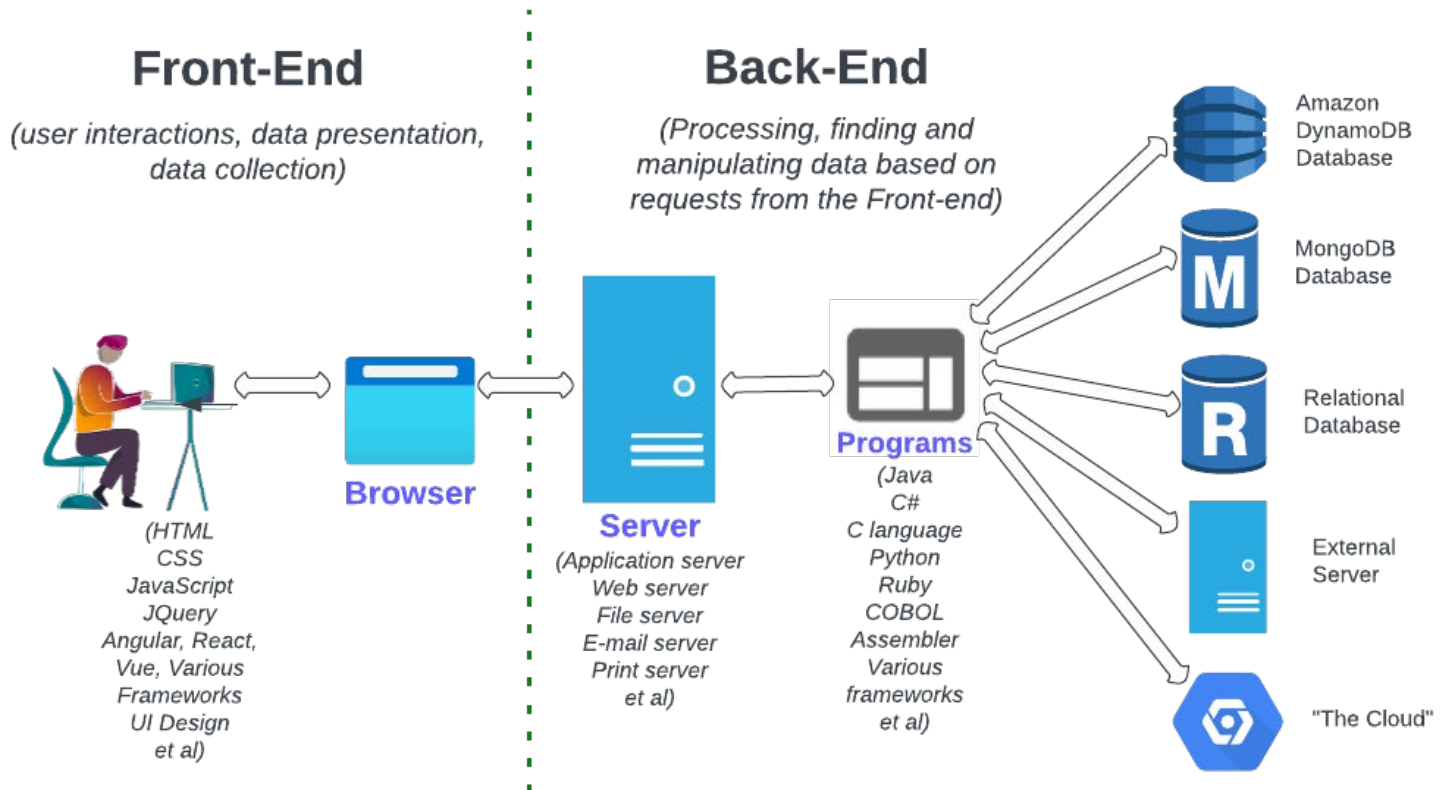 Front-End
(user interactions, data presentation,
data collection)
Browser
(HTML
CSS
JavaScript
JQuery
Angular, React,
Vue, Various
Frameworks
UI Design
et al)
Back-End
(Processing, finding and
manipulating data based on
requests from the Front-end)
Server
(Application server
Web server
File server
E-mail server
Print server
et al)
Programs
(Java
C#
C language
Python
Ruby
COBOL
Assembler
Various
frameworks
et al)
Amazon
DynamoDB
Database
M
MongoDB
Database
R
Relational
Database
External
Server
"The Cloud"